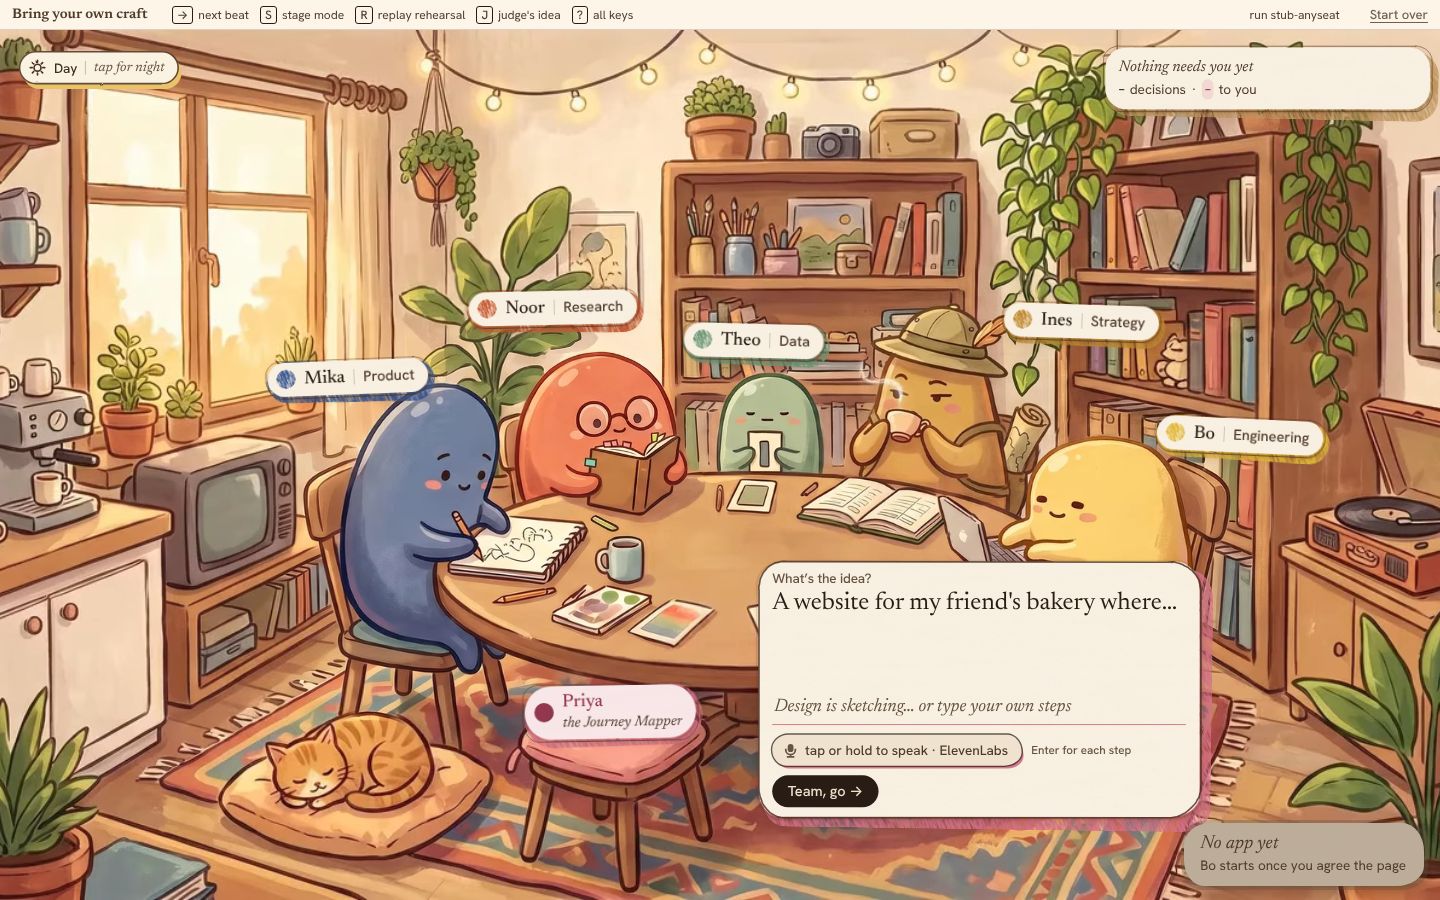 Bring your own craft
→ next beat
S stage mode
R replay rehearsal
J judge's idea
? all keys
run stub-anyseat
Start over
Day | tap for night
Nothing needs you yet
– decisions · – to you
Noor | Research
Ines | Strategy
Theo | Data
Mika | Product
Bo | Engineering
What's the idea?
A website for my friend's bakery where...
Design is sketching... or type your own steps
tap or hold to speak · ElevenLabs
Enter for each step
Team, go →
Priya
the Journey Mapper
No app yet
Bo starts once you agree the page